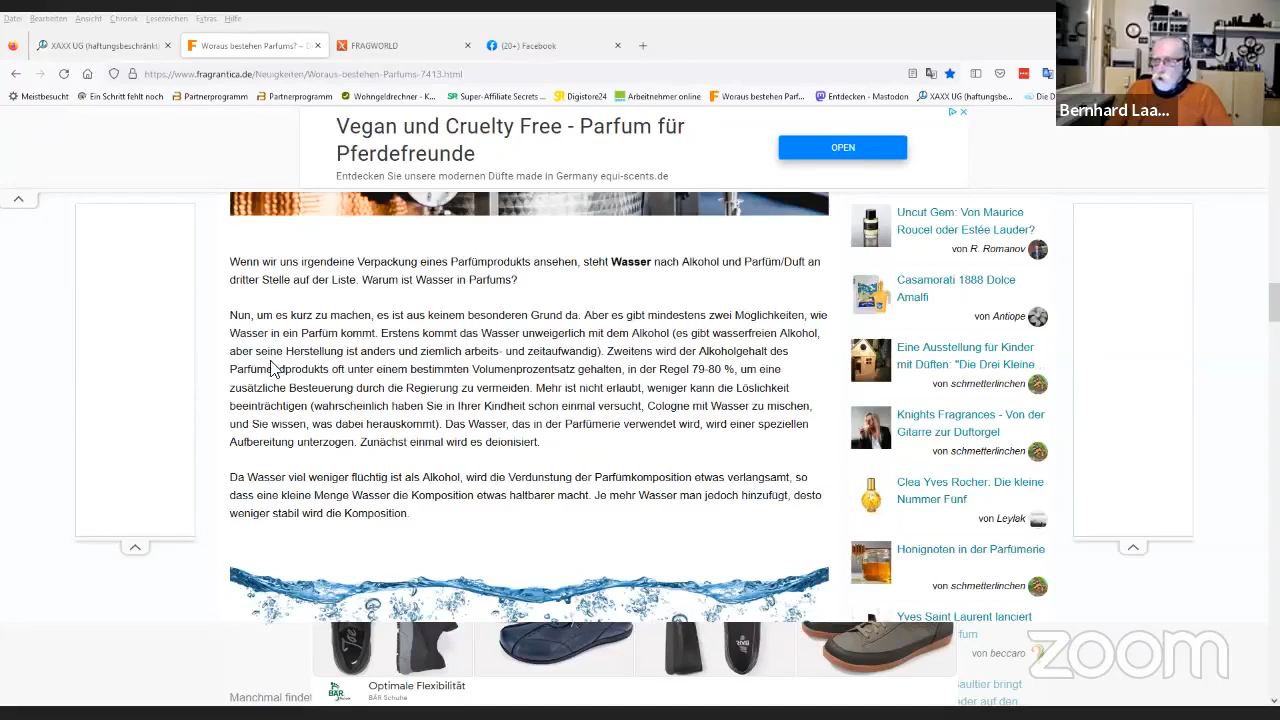 Datei Bearbeiten Ansicht Chronik Lesezeichen Extras Hilfe
XAXX UG (haftungsbeschränkt
Woraus bestehen Parfums? ~ D
FRAGWORLD
(20+) Facebook
https://www.fragrantica.de/Neuigkeiten/Woraus-bestehen-Parfums-7413.html
Meistbesucht Ein Schritt fehlt noch Partnerprogramm Partnerprogramm Wohngeldrechner - K... Super-Affiliate Secrets ... Digistore24 Arbeitnehmer online Woraus bestehen Parf... Entdecken - Mastodon XAXX UG (haftungsbe...
Bernhard Laa...
Vegan und Cruelty Free - Parfum für
Pferdefreunde
Entdecken Sie unsere modernen Düfte made in Germany equi-scents.de
OPEN
Wenn wir uns irgendeine Verpackung eines Parfümprodukts ansehen, steht Wasser nach Alkohol und Parfüm/Duft an
dritter Stelle auf der Liste. Warum ist Wasser in Parfums?
Nun, um es kurz zu machen, es ist aus keinem besonderen Grund da. Aber es gibt mindestens zwei Möglichkeiten, wie
Wasser in ein Parfüm kommt. Erstens kommt das Wasser unweigerlich mit dem Alkohol (es gibt wasserfreien Alkohol,
aber seine Herstellung ist anders und ziemlich arbeits- und zeitaufwändig). Zweitens wird der Alkoholgehalt des
Parfümendprodukts oft unter einem bestimmten Volumenprozentsatz gehalten, in der Regel 79-80 %, um eine
zusätzliche Besteuerung durch die Regierung zu vermeiden. Mehr ist nicht erlaubt, weniger kann die Löslichkeit
beeinträchtigen (wahrscheinlich haben Sie in Ihrer Kindheit schon einmal versucht, Cologne mit Wasser zu mischen,
und Sie wissen, was dabei herauskommt). Das Wasser, das in der Parfümerie verwendet wird, wird einer speziellen
Aufbereitung unterzogen. Zunächst einmal wird es deionisiert.
Da Wasser viel weniger flüchtig ist als Alkohol, wird die Verdunstung der Parfümkomposition etwas verlangsamt, so
dass eine kleine Menge Wasser die Komposition etwas haltbarer macht. Je mehr Wasser man jedoch hinzufügt, desto
weniger stabil wird die Komposition.
Uncut Gem: Von Maurice
Roucel oder Estée Lauder?
von R. Romanov
Casamorati 1888 Dolce
Amalfi
von Antiope
Eine Ausstellung für Kinder
mit Düften: "Die Drei Kleine...
von schmetterlinchen
Knights Fragrances - Von der
Gitarre zur Duftorgel
von schmetterlinchen
Clea Yves Rocher: Die kleine
Nummer Fünf
von Leylak
Honignoten in der Parfümerie
von schmetterlinchen
Yves Saint Laurent lanciert
von beccaro
zoom
BÄR
Optimale Flexibilität
BÄR Schuhe
Manchmal findet
Gaultier bringt